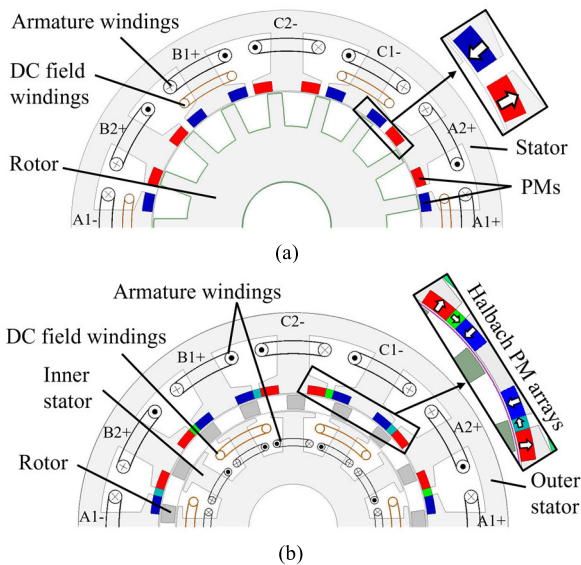 Armature windings
C2-
B1+
C1-
DC field
windings
B2+
A2+
Rotor
Stator
PMs
A1-
A1+
(a)
Armature windings
C2-
DC field windings
B1+
C1-
Halbach PM arrays
Inner
stator
B2+
A2+
Rotor
Outer
stator
A1-
A1+
(b)